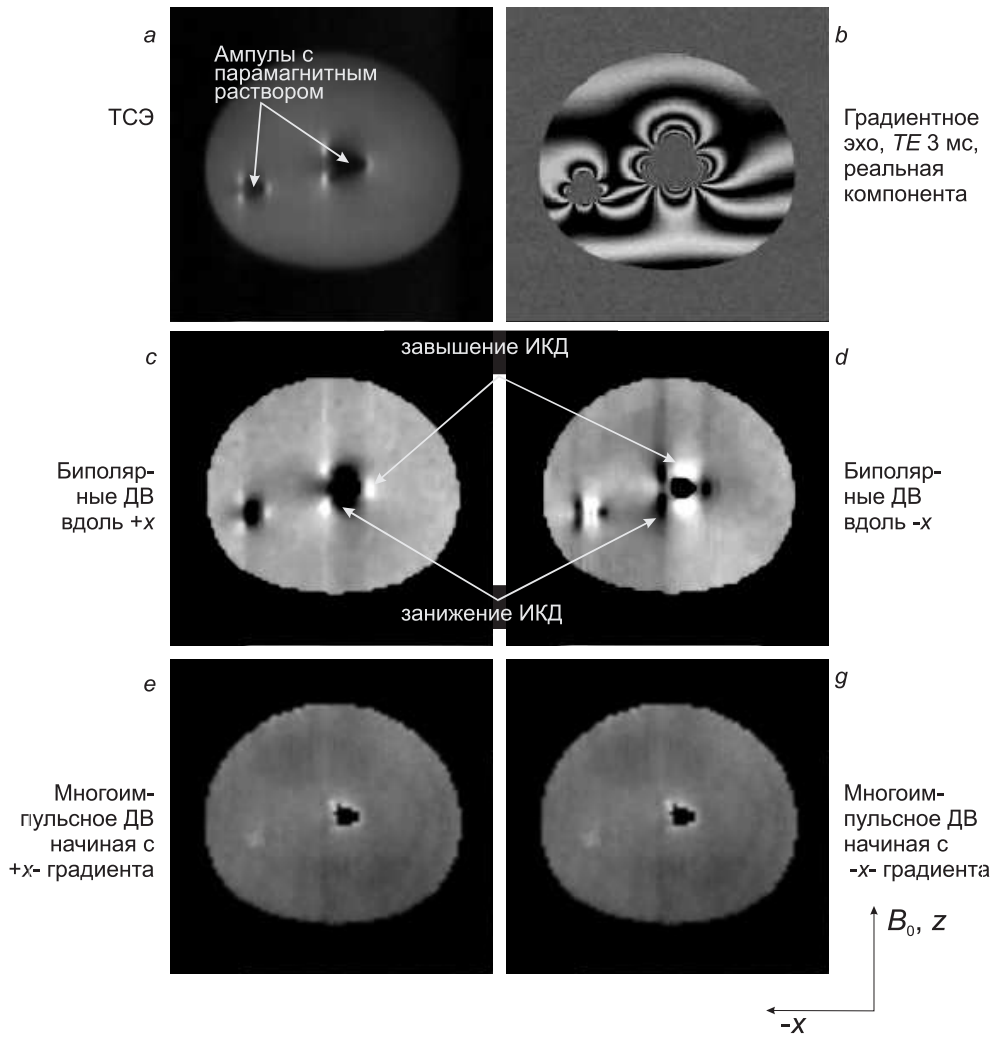 a
Ампулы с
парамагнитным
раствором
ТСЭ
b
Градиентное
эхо, TE 3 мс,
реальная
компонента
c
завышение ИКД
d
Биполяр-
ные ДВ
вдоль +x
Биполяр-
ные ДВ
вдоль -x
занижение ИКД
e
g
Многоим-
пульсное ДВ
начиная с
+x- градиента
Многоим-
пульсное ДВ
начиная с
-x- градиента
B₀, z
-x